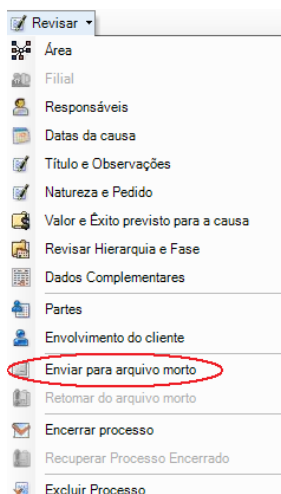 Revisar
Área
Filial
Responsáveis
Datas da causa
Título e Observações
Natureza e Pedido
Valor e Êxito previsto para a causa
Revisar Hierarquia e Fase
Dados Complementares
Partes
Envolvimento do cliente
Enviar para arquivo morto
Retornar do arquivo morto
Encerrar processo
Recuperar Processo Encerrado
Excluir Processo